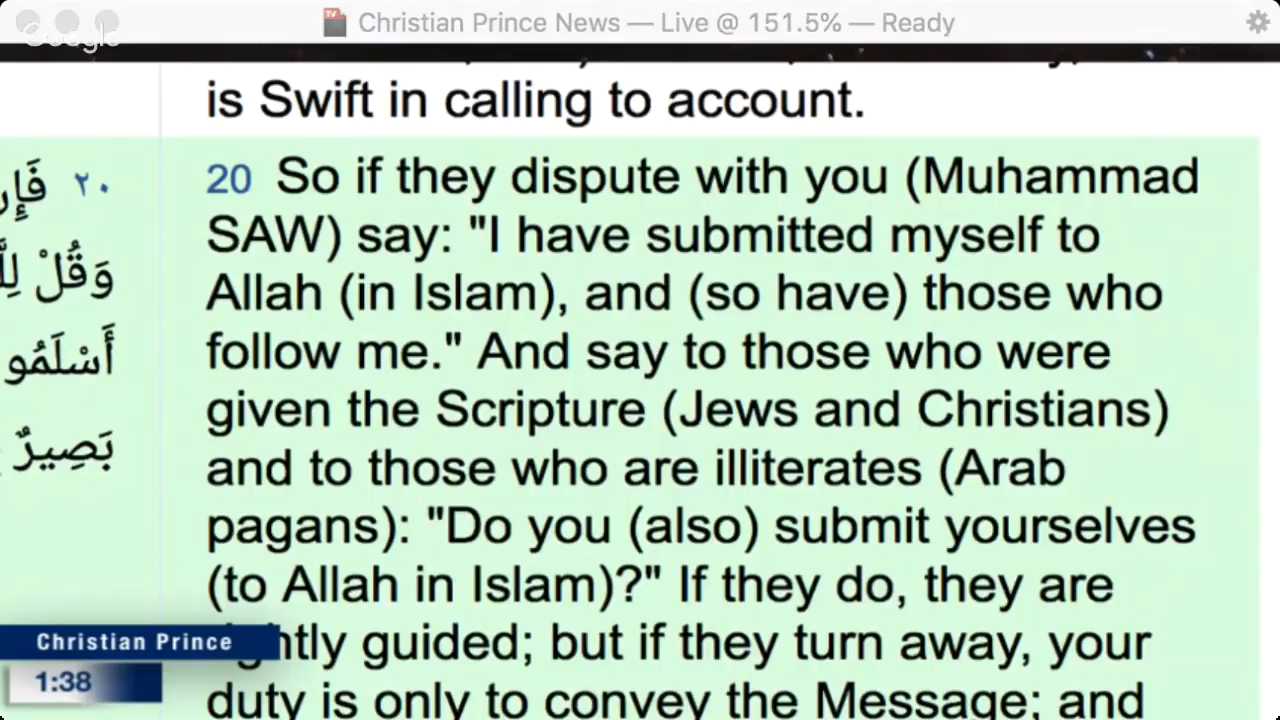 Christian Prince News — Live @ 151.5% — Ready
Google
is Swift in calling to account.
20 So if they dispute with you (Muhammad
SAW) say: "I have submitted myself to
Allah (in Islam), and (so have) those who
follow me." And say to those who were
given the Scripture (Jews and Christians)
and to those who are illiterates (Arab
pagans): "Do you (also) submit yourselves
(to Allah in Islam)?" If they do, they are
guided; but if they turn away, your
duty is only to convey the Message; and
٢٠
وَقُلْ
بَصِيرٌ
Christian Prince
1:38